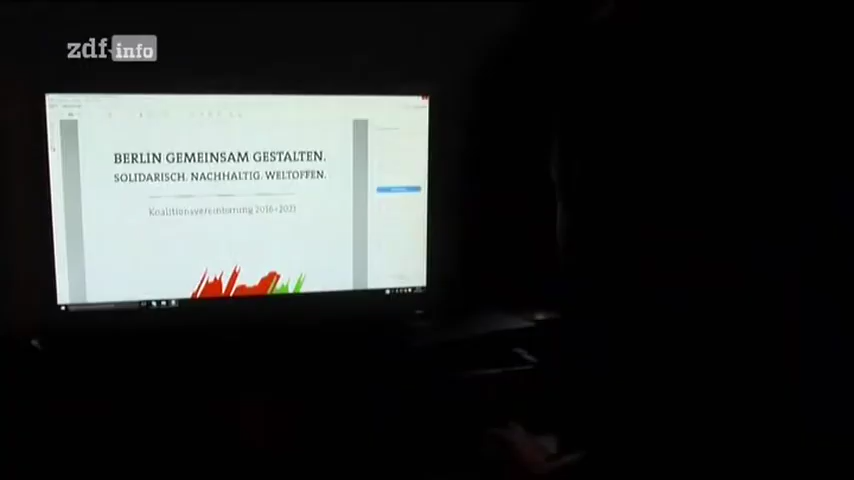 zdf info
BERLIN GEMEINSAM GESTALTEN.
SOLIDARISCH. NACHHALTIG. WELTOFFEN.
Koalitionsvereinbarung 2016-2021